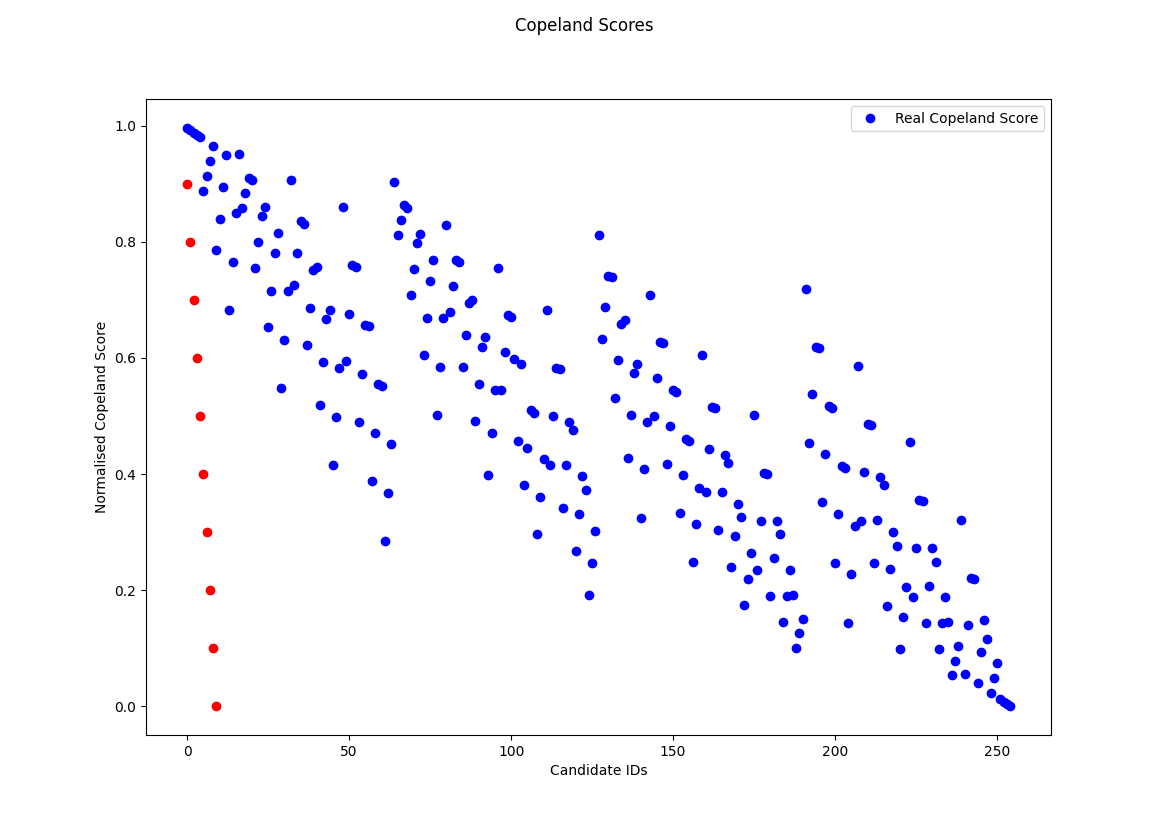 Copeland Scores
Real Copeland Score
Normalised Copeland Score
1.0
0.8
0.6
0.4
0.2
0.0
0 50 100 150 200 250
Candidate IDs